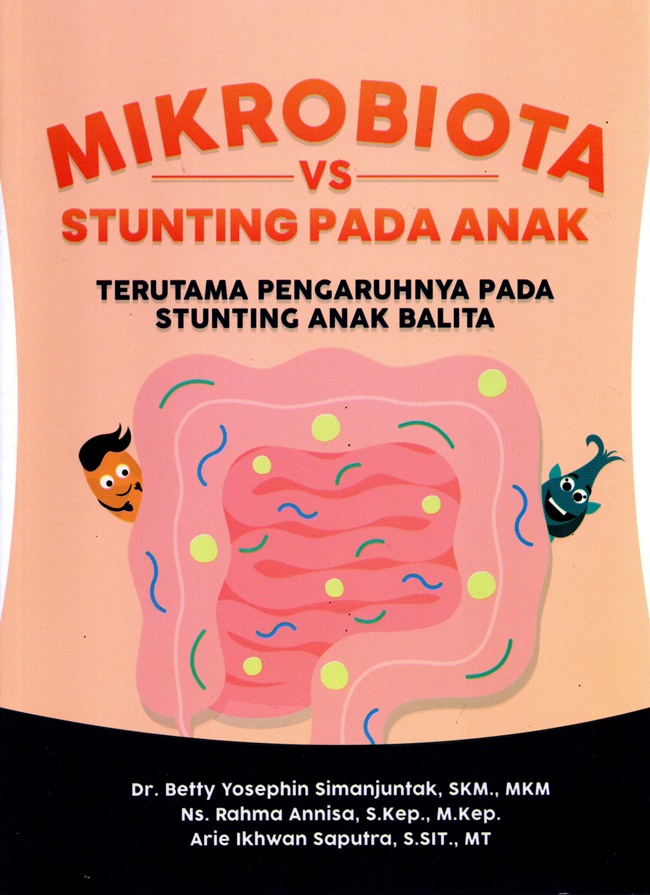 MIKROBIOTA
VS
STUNTING PADA ANAK
TERUTAMA PENGARUHNYA PADA
STUNTING ANAK BALITA
Dr. Betty Yosephin Simanjuntak, SKM., MKM
Ns. Rahma Annisa, S.Kep., M.Kep.
Arie Ikhwan Saputra, S.SIT., MT